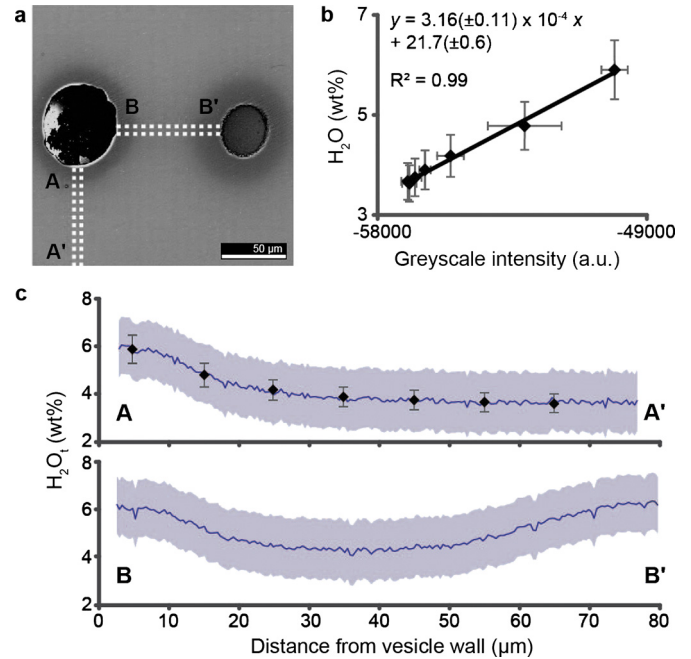 a
B
B'
A
A'
50 µm
b
y = 3.16(±0.11) x 10⁻⁴ x
+ 21.7(±0.6)
R² = 0.99
7
5
3
H₂O (wt%)
-58000
-49000
Greyscale intensity (a.u.)
c
8
6
4
2
A
A'
8
6
4
2
B
B'
H₂Oₜ (wt%)
0
10
20
30
40
50
60
70
80
Distance from vesicle wall (µm)